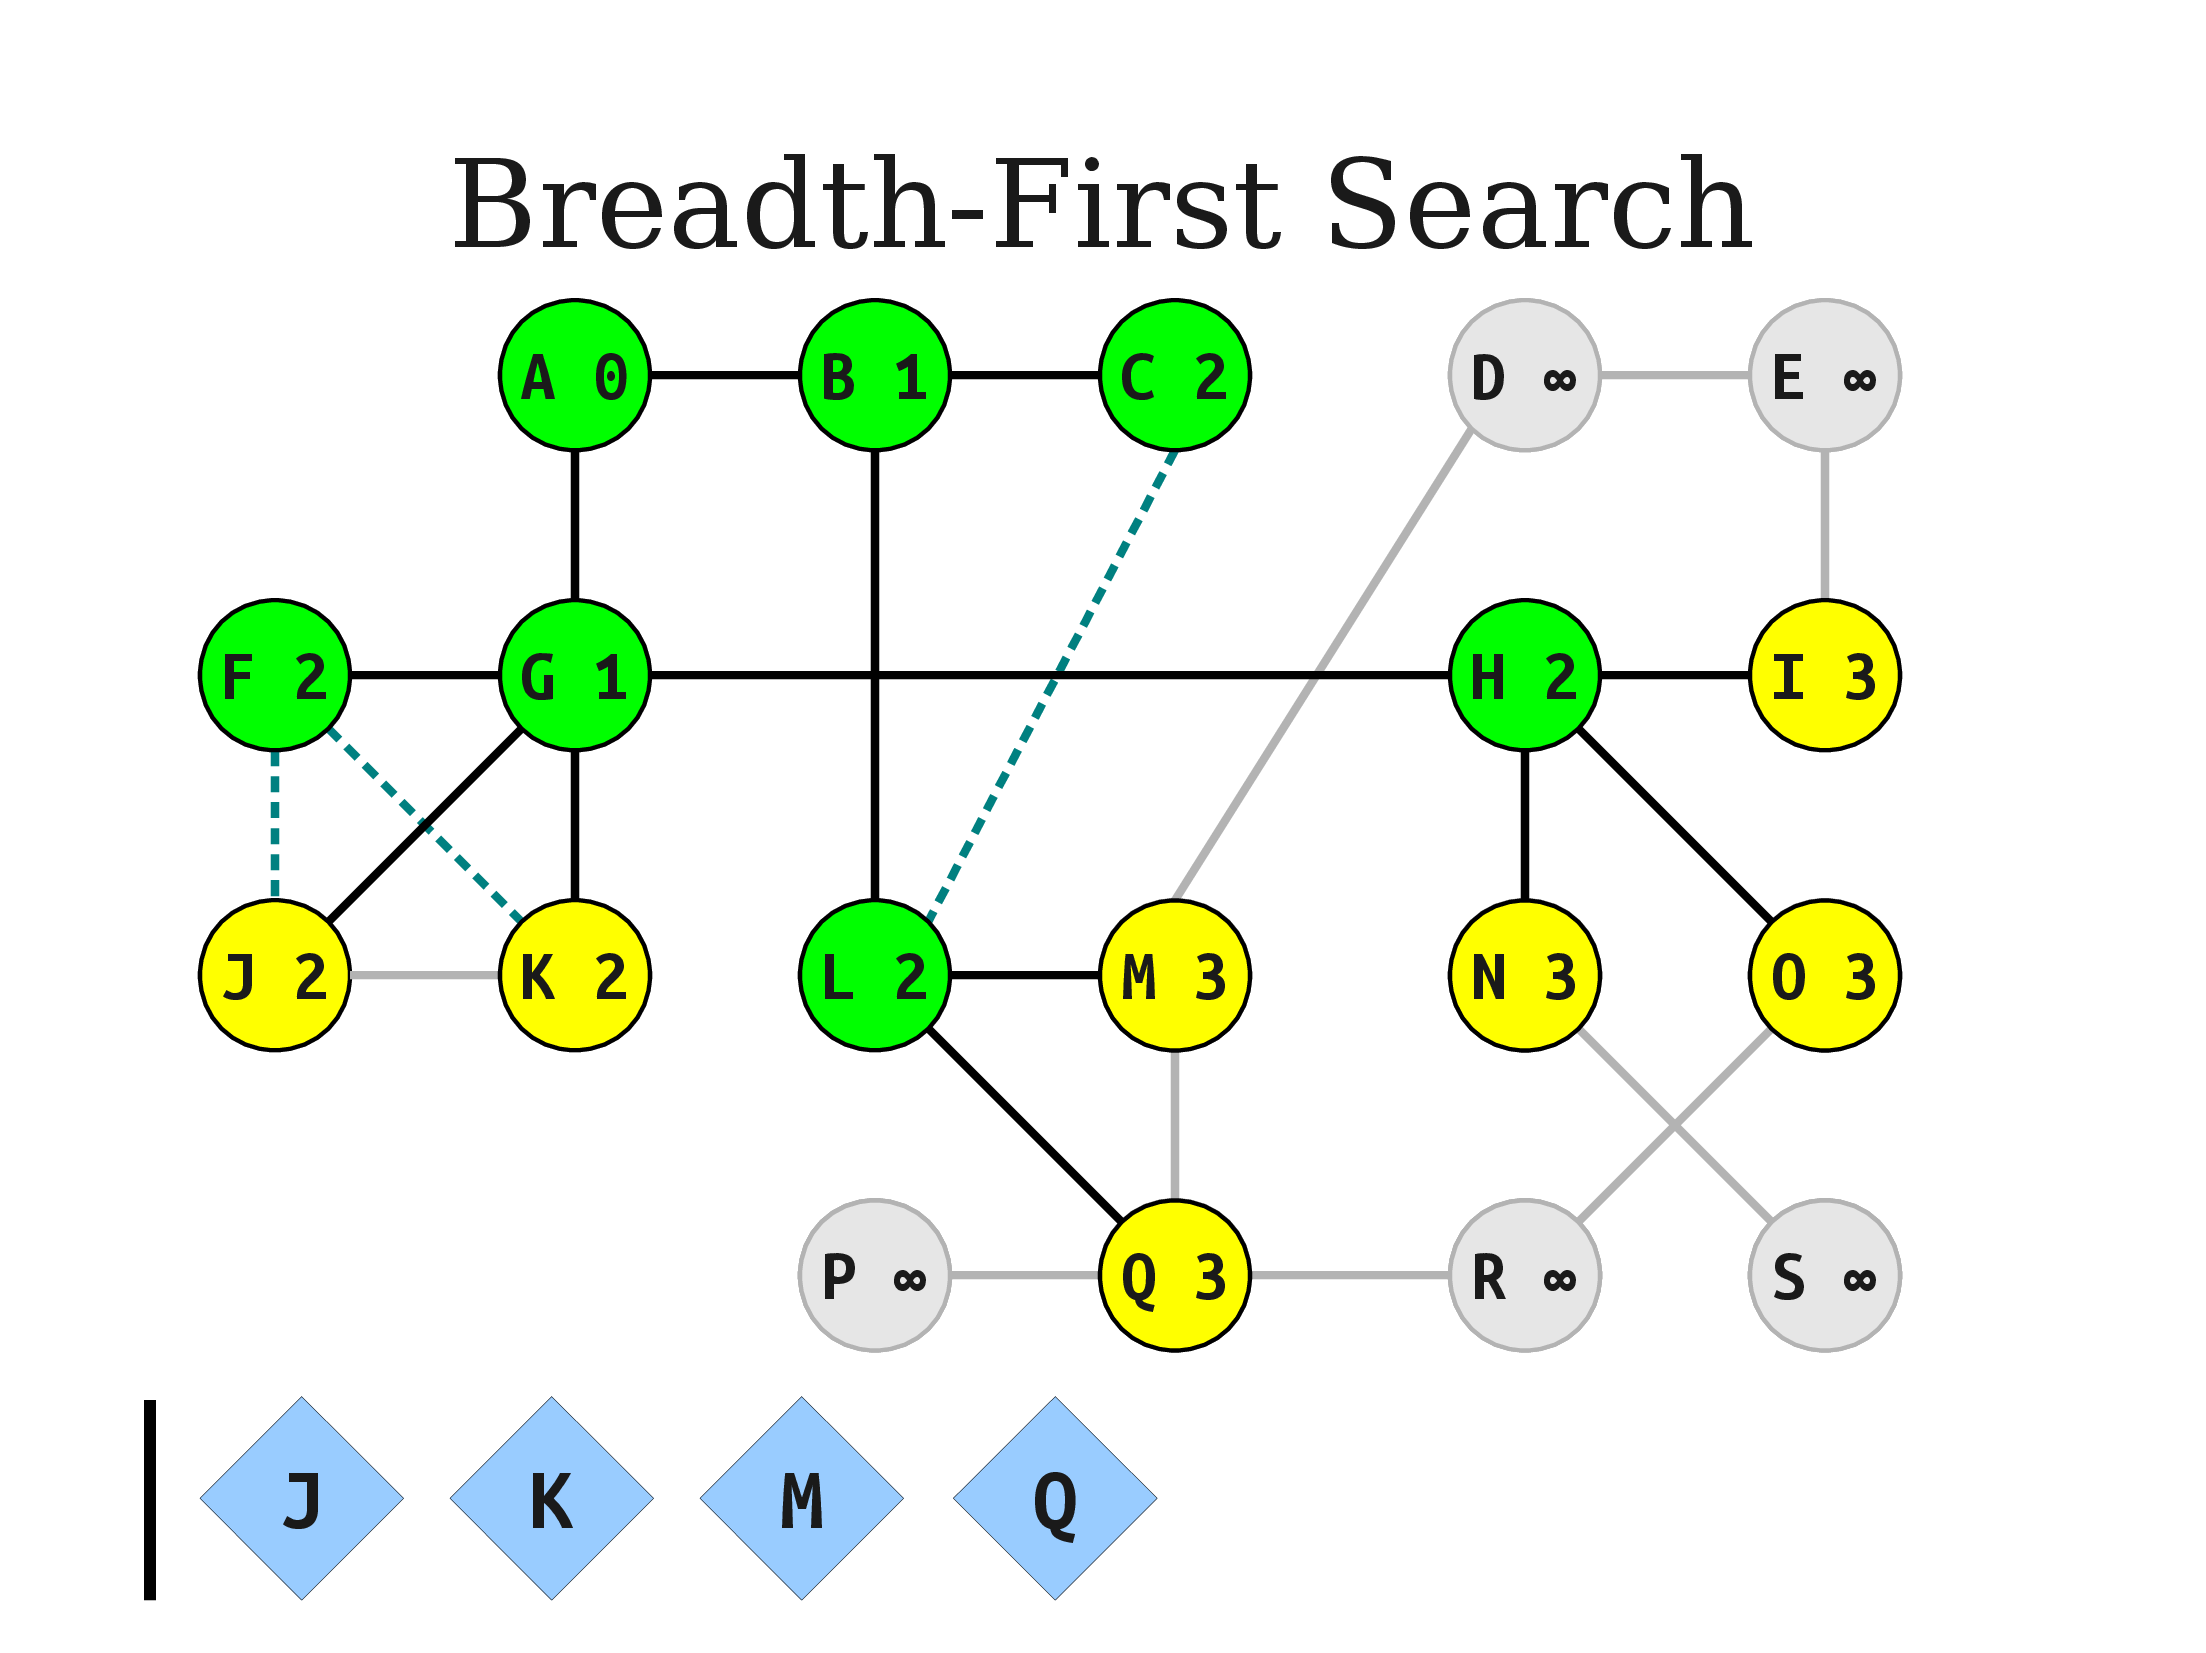 Breadth-First Search
A 0 B 1 C 2 D ∞ E ∞
F 2 G 1 H 2 I 3
J 2 K 2 L 2 M 3 N 3 O 3
P ∞ Q 3 R ∞ S ∞
J K M Q